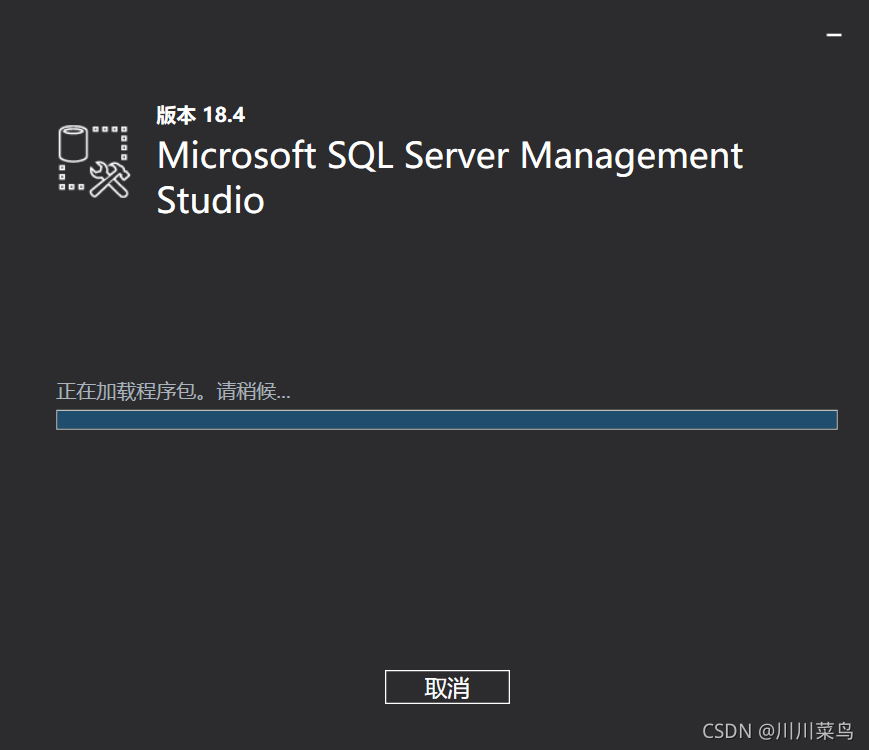 版本 18.4
Microsoft SQL Server Management
Studio
正在加载程序包。请稍候...
取消
CSDN @川川菜鸟